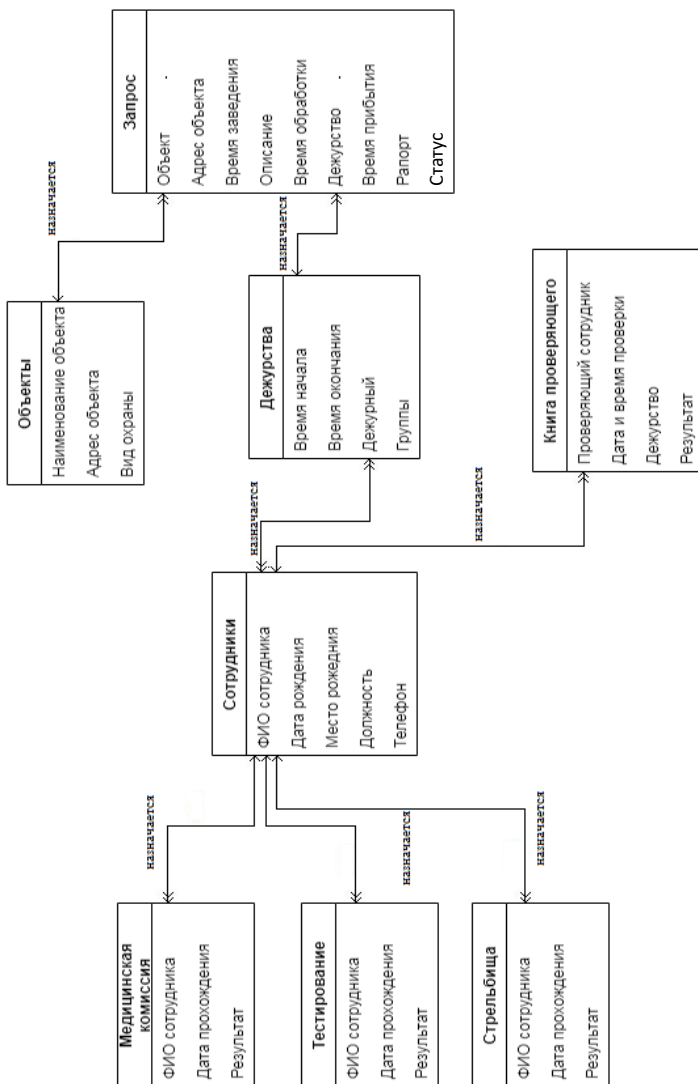 Медицинская
комиссия
ФИО сотрудника
Дата прохождения
Результат
назначается
Тестирование
ФИО сотрудника
Дата прохождения
Результат
назначается
Стрельбища
ФИО сотрудника
Дата прохождения
Результат
назначается
Сотрудники
ФИО сотрудника
Дата рождения
Место рожедния
Должность
Телефон
назначается
назначается
Объекты
Наименование объекта
Адрес объекта
Вид охраны
назначается
Дежурства
Время начала
Время окончания
Дежурный
Группы
назначается
Книга проверяющего
Проверяющий сотрудник
Дата и время проверки
Дежурство
Результат
Запрос
Объект
Адрес объекта
Время заведения
Описание
Время обработки
Дежурство
Время прибытия
Рапорт
Статус